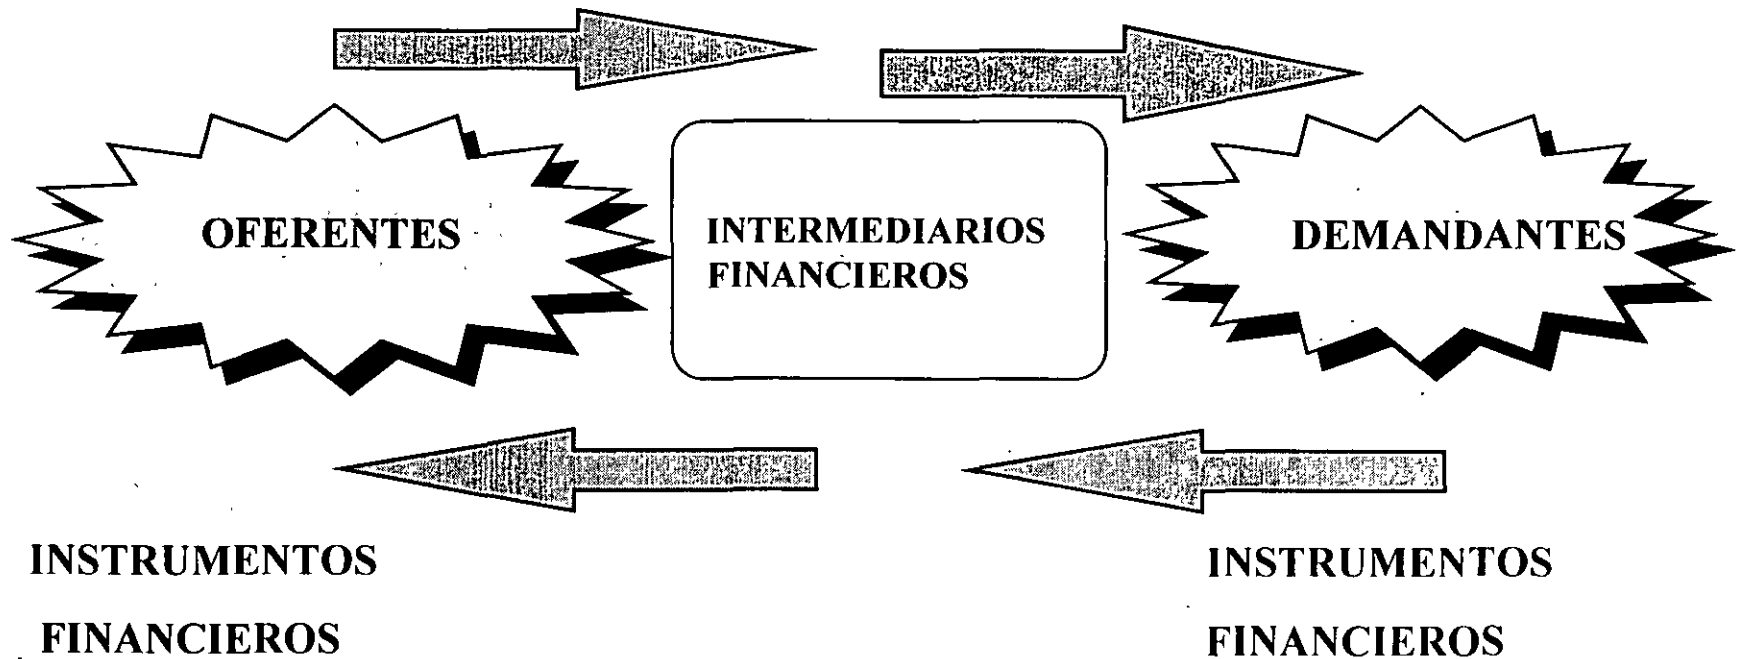 OFERENTES
INTERMEDIARIOS
FINANCIEROS
DEMANDANTES
INSTRUMENTOS
FINANCIEROS
INSTRUMENTOS
FINANCIEROS